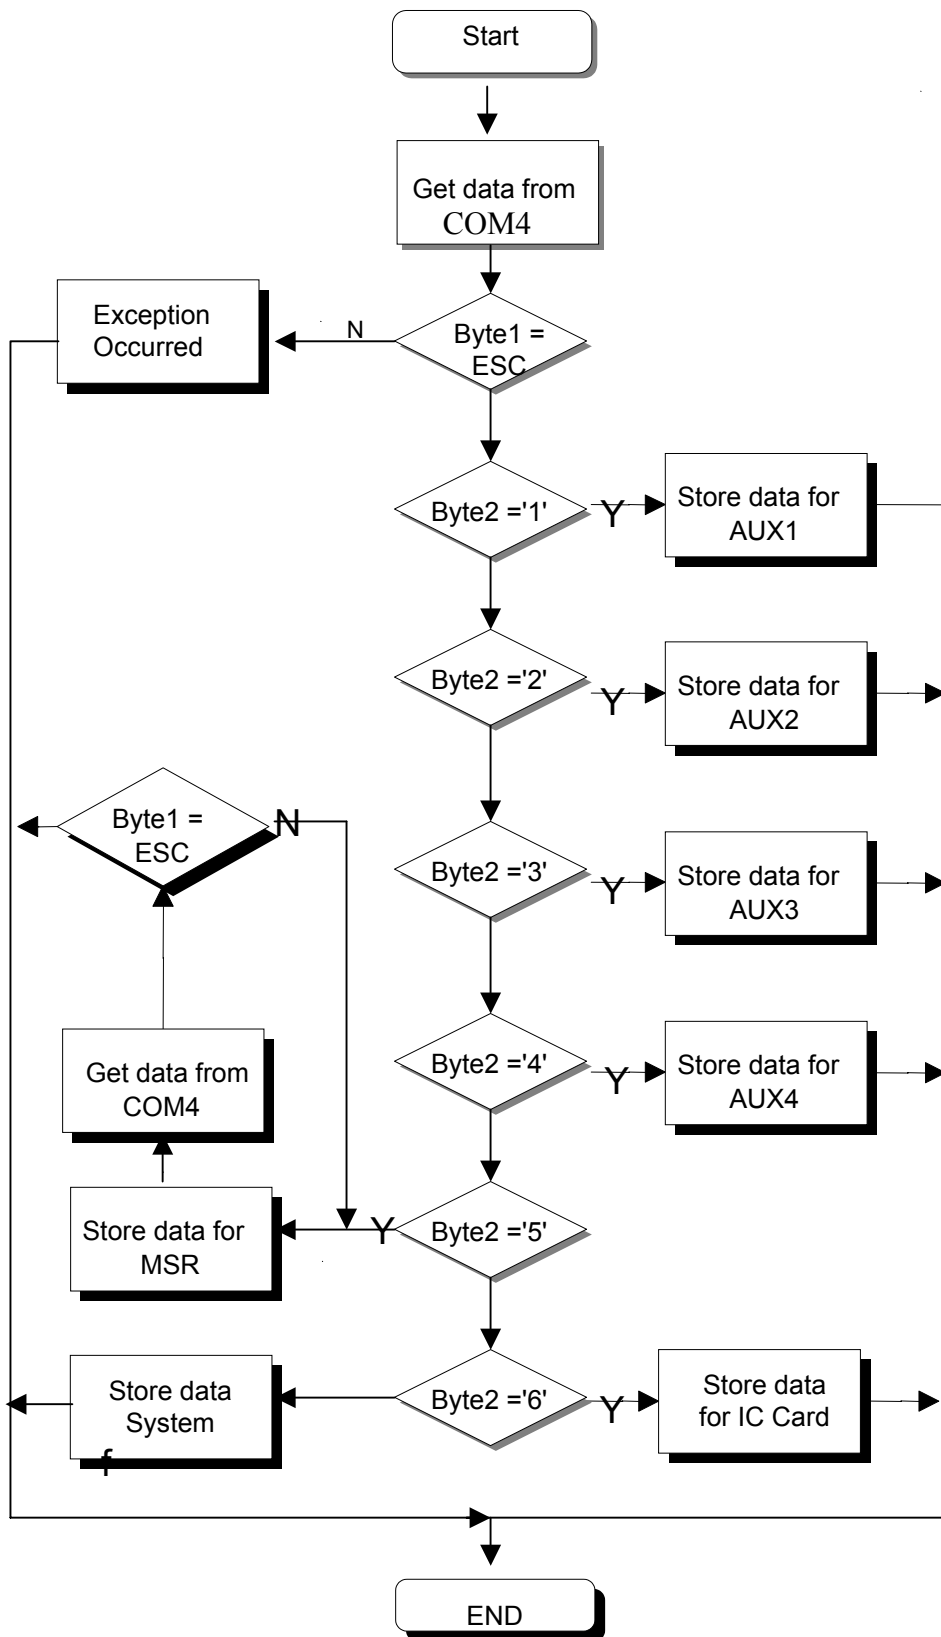 Start
Get data from
COM4
Exception
Occurred
N
Byte1 =
ESC
Byte2 ='1'
Y
Store data for
AUX1
Byte2 ='2'
Y
Store data for
AUX2
Byte1 =
ESC
N
Byte2 ='3'
Y
Store data for
AUX3
Get data from
COM4
Byte2 ='4'
Y
Store data for
AUX4
Store data for
MSR
Y
Byte2 ='5'
Store data
System
f
Byte2 ='6'
Y
Store data
for IC Card
END